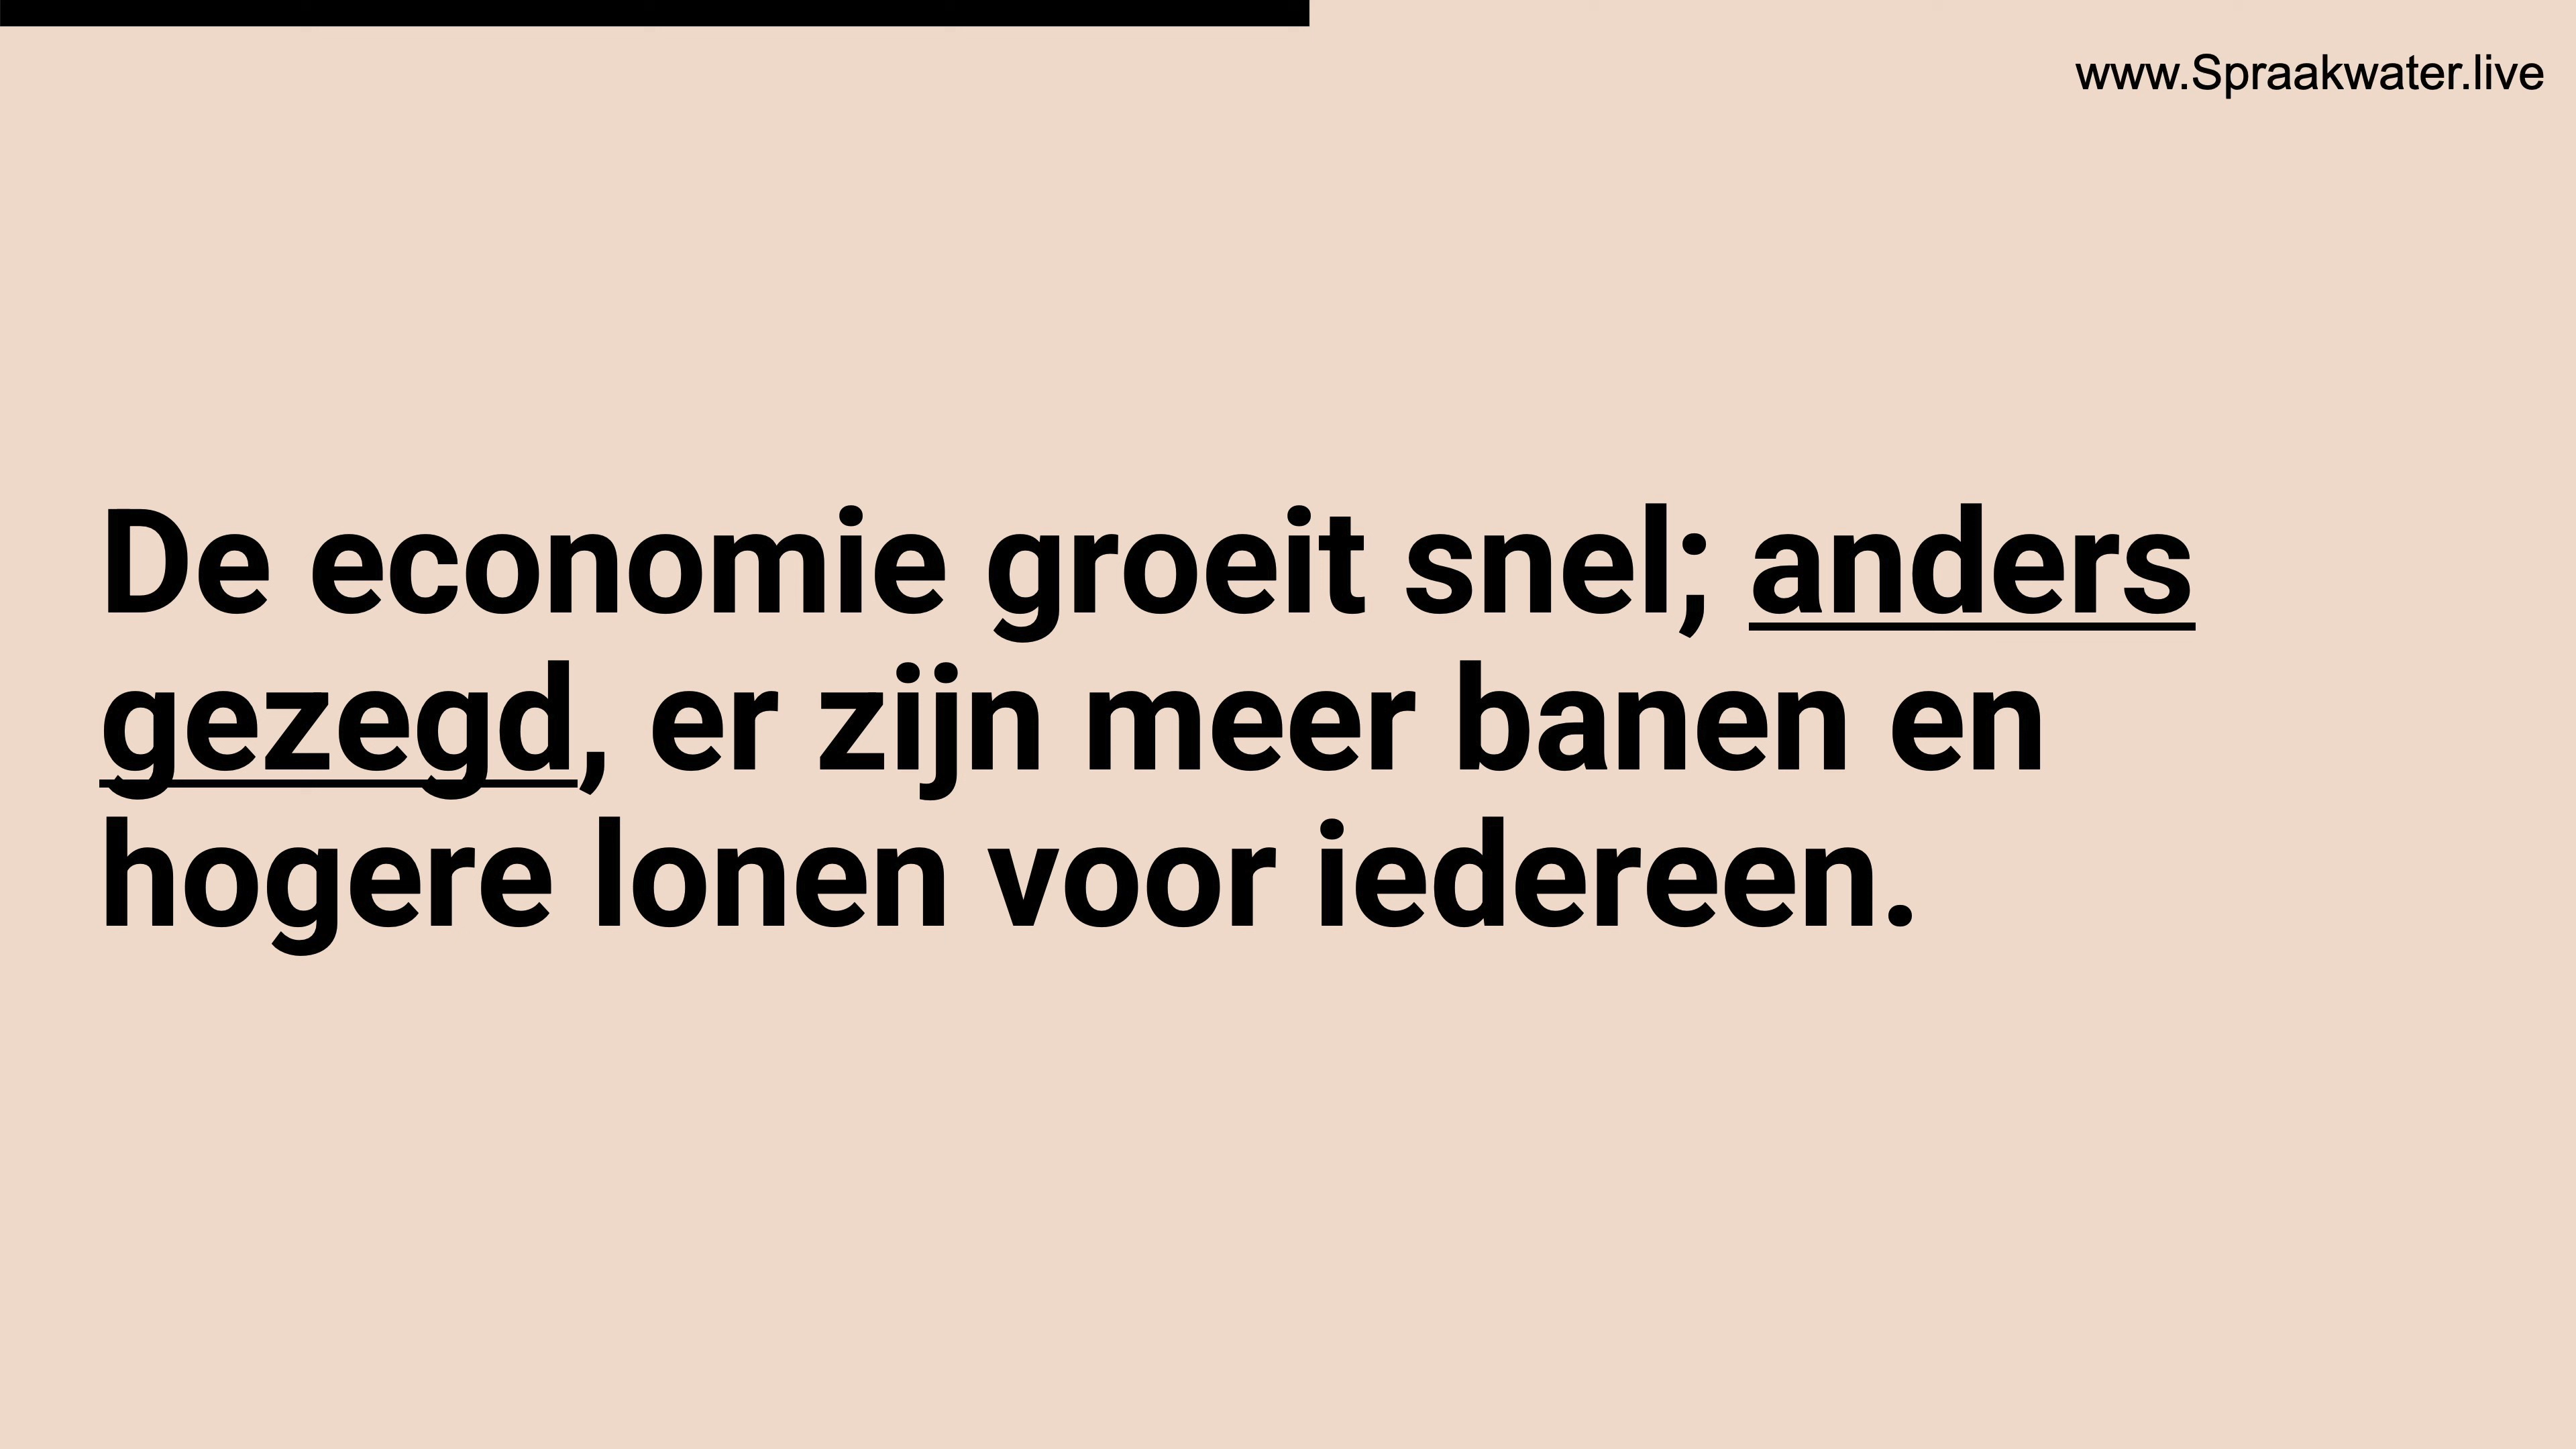 www.Spraakwater.live
De economie groeit snel; anders
gezegd, er zijn meer banen en
hogere lonen voor iedereen.